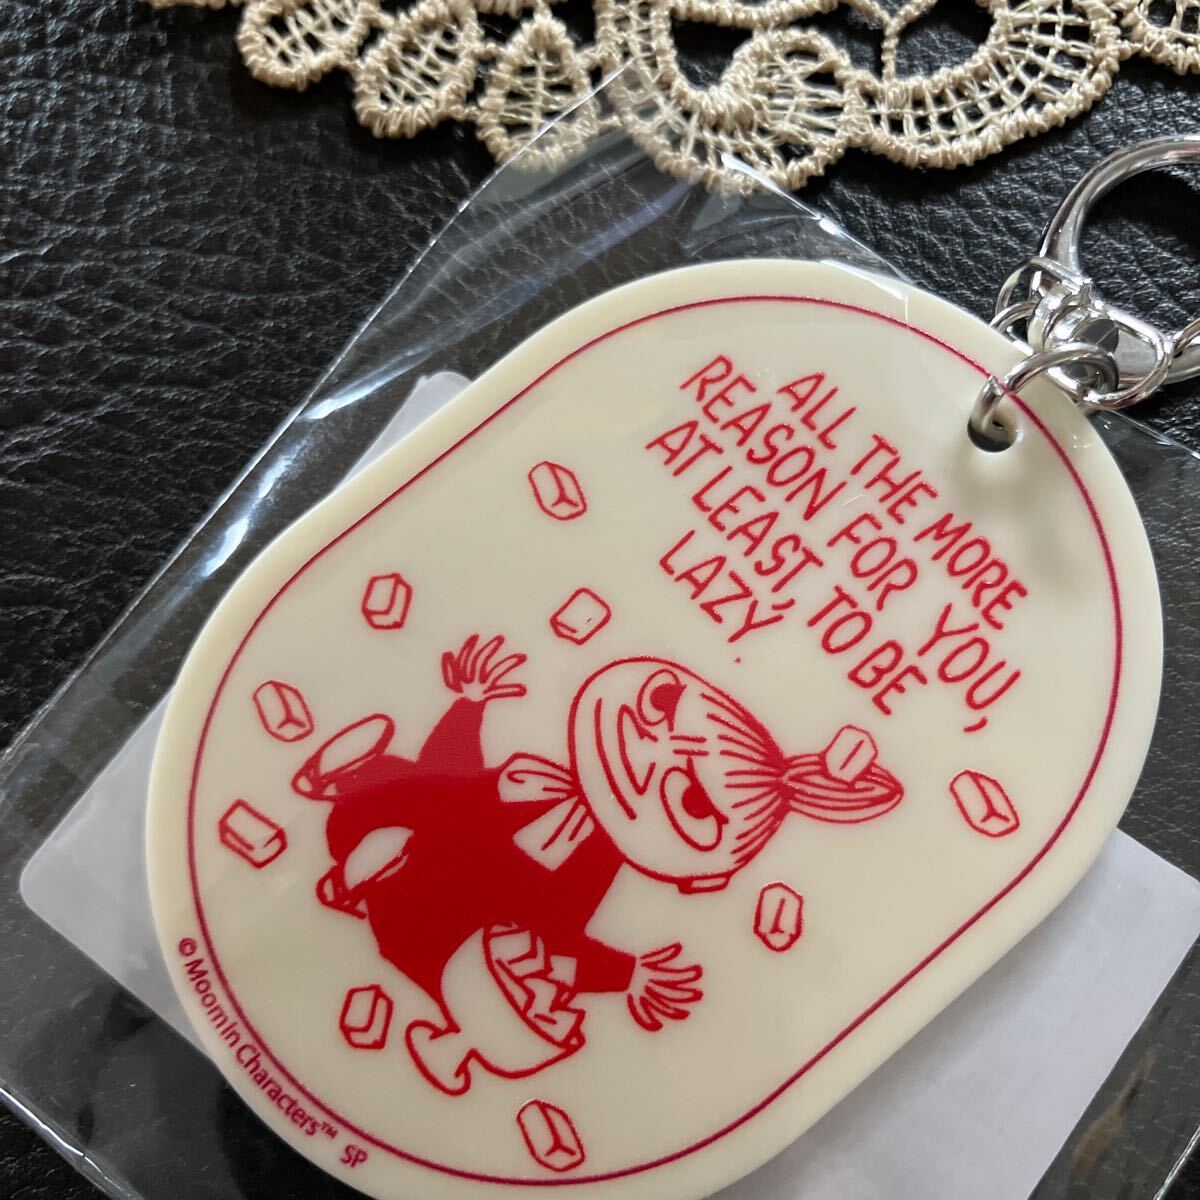 ALL THE MORE
REASON FOR YOU,
AT LEAST, TO BE
LAZY
© Moomin Characters™ SP